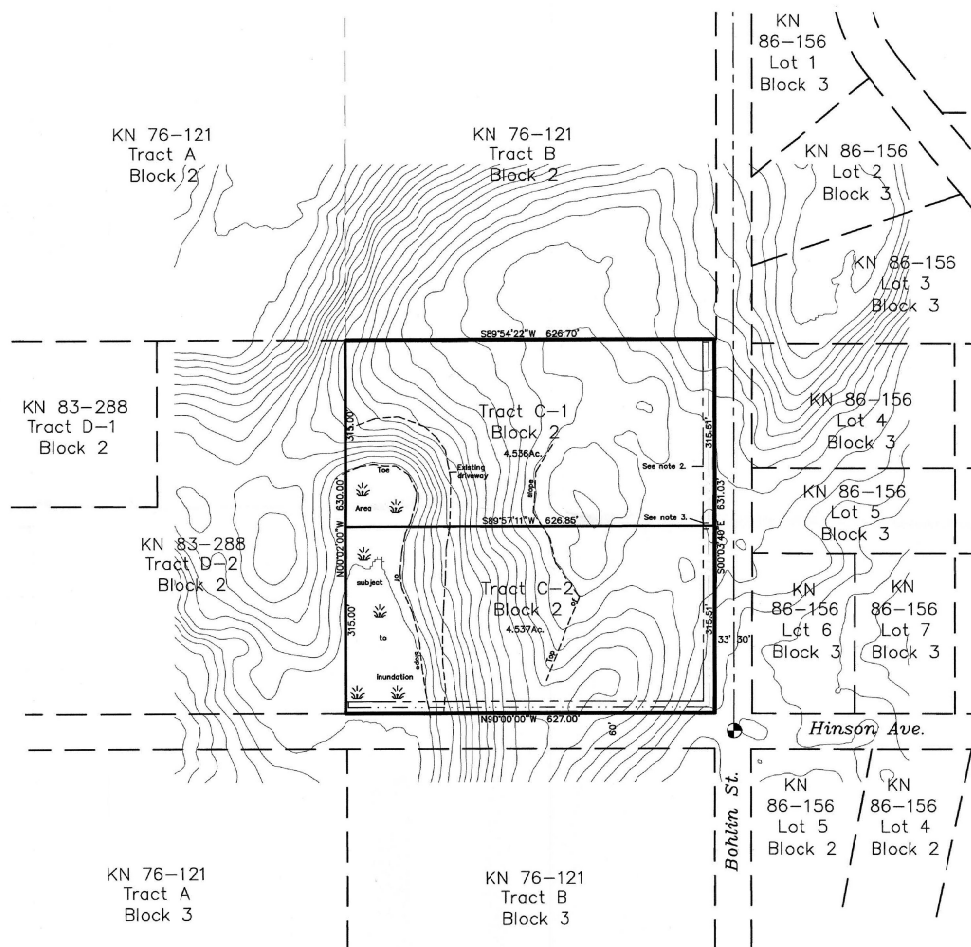 KN
86-156
Lot 1
Block 3
KN 76-121
Tract A
Block 2
KN 76-121
Tract B
Block 2
KN 86-156
Lot 2
Block 3
KN 86-156
Lot 3
Block 3
S89°54'22"W 626.70'
KN 83-288
Tract D-1
Block 2
315.00'
Tract C-1
Block 2
4.536Ac.
315.51'
KN 86-156
Lot 4
Block 3
Toe
Existing
driveway
See note 2.
Area
slope
630.00'
N00°02'00"W
631.03'
S00°03'40"E
KN 86-156
Lot 5
Block 3
See note 3.
S89°57'11"W 626.85'
KN 83-288
Tract D-2
Block 2
subject
of
Tract C-2
Block 2
4.537Ac.
of
315.00'
to
315.51'
KN
86-156
Lot 6
Block 3
KN
86-156
Lot 7
Block 3
33' 30'
slope
Top
inundation
N90°00'00"W 627.00'
60'
Hinson Ave.
Bohlin St.
KN
86-156
Lot 5
Block 2
KN
86-156
Lot 4
Block 2
KN 76-121
Tract A
Block 3
KN 76-121
Tract B
Block 3